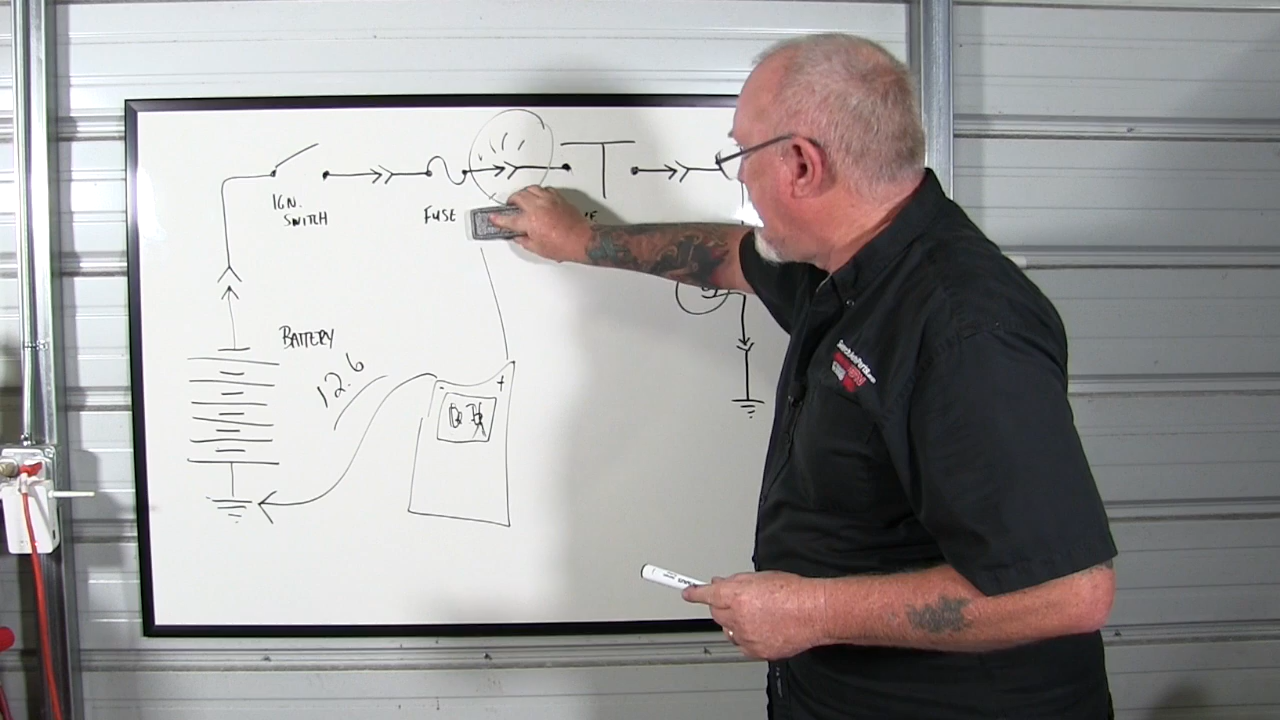 IGN.
SWITCH
FUSE
BATTERY
12.6
- +